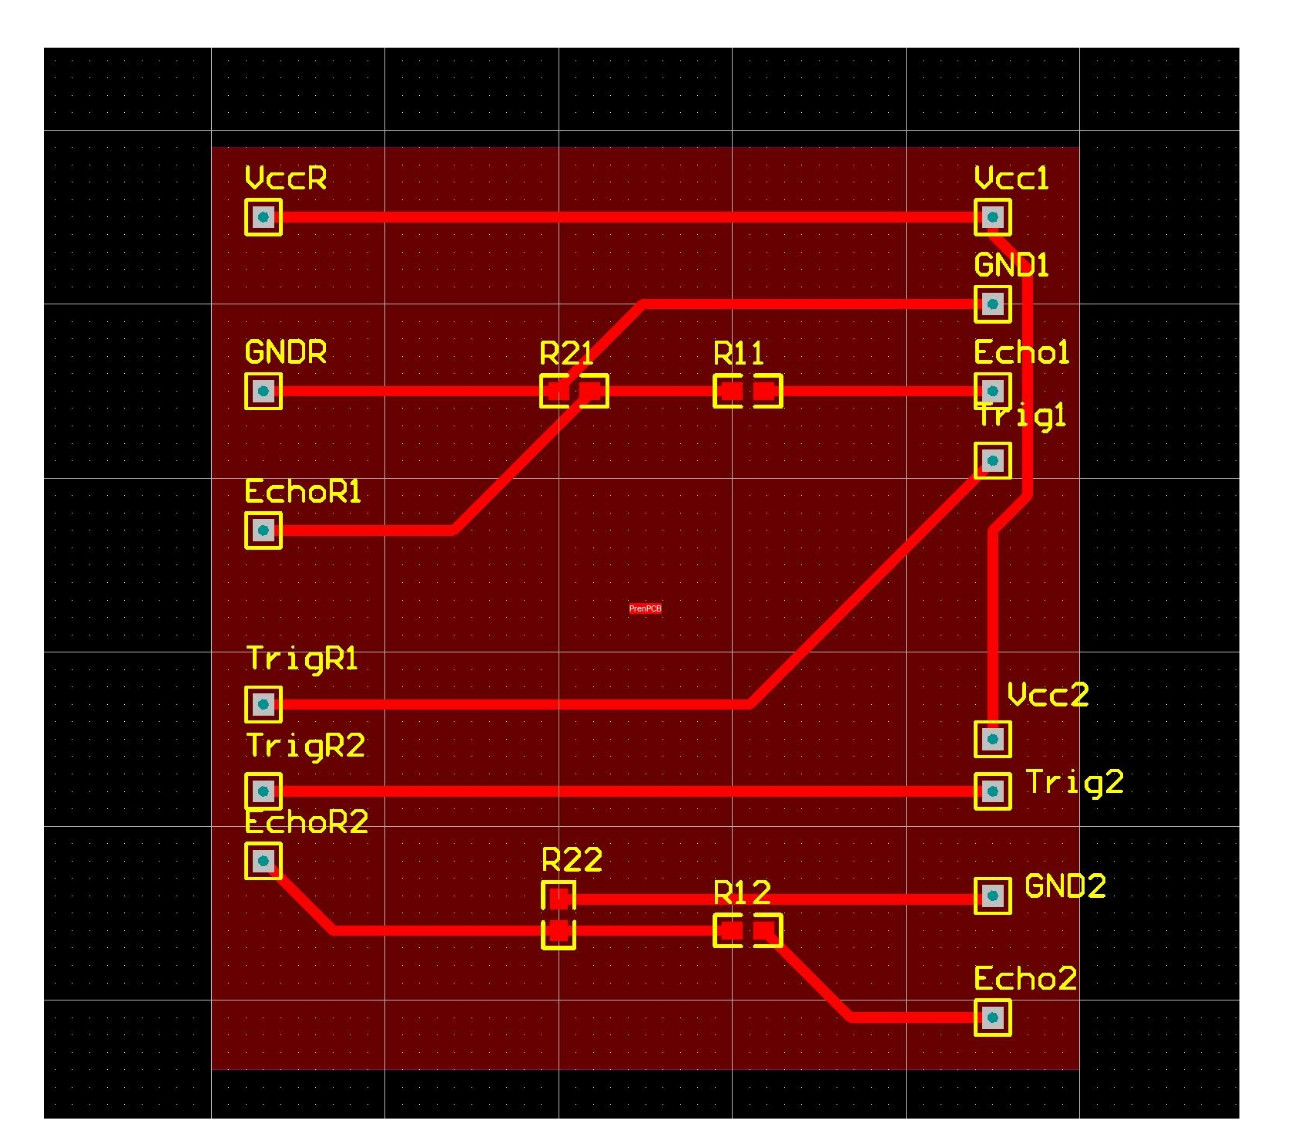 VccR
Vcc1
GND1
GNDR
R21
R11
Echo1
Trig1
EchoR1
PrenPCB
TrigR1
Vcc2
TrigR2
Trig2
EchoR2
R22
GND2
R12
Echo2